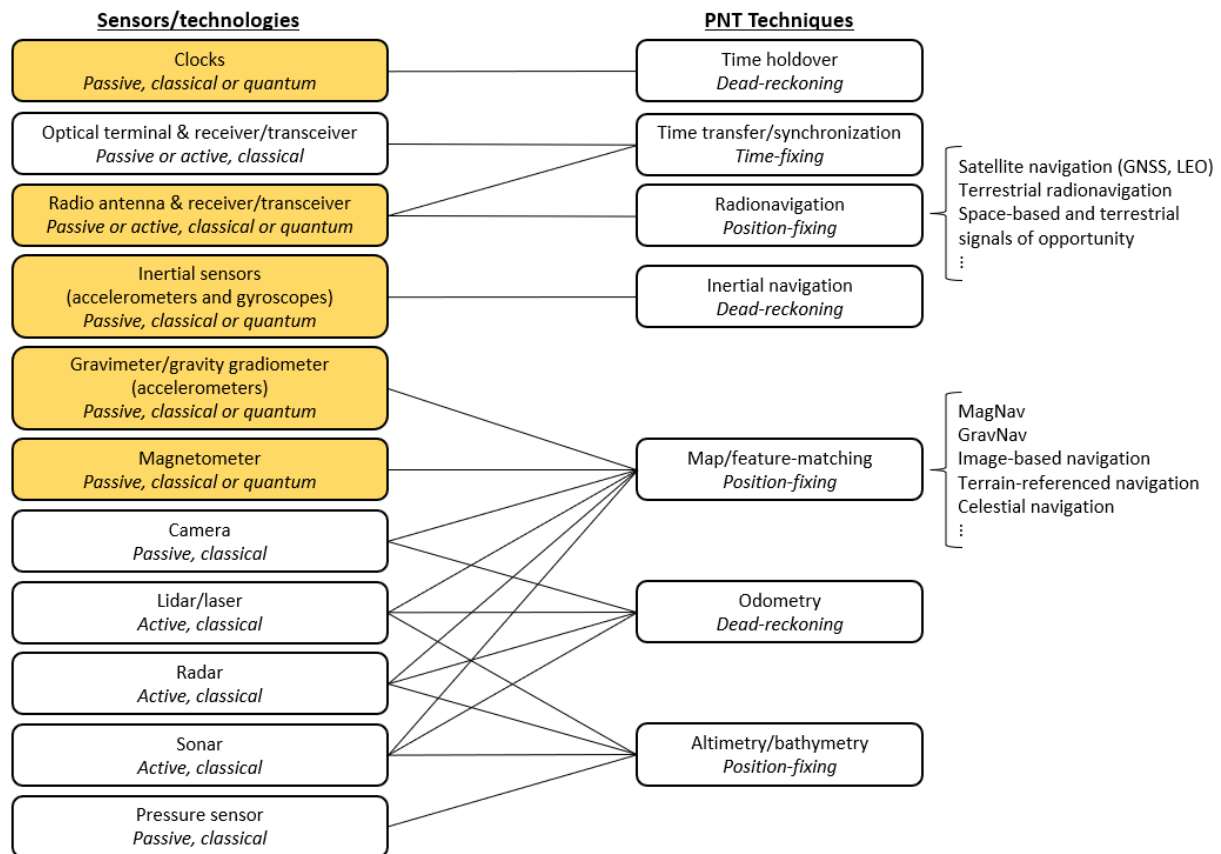 Sensors/technologies
Clocks
Passive, classical or quantum
Optical terminal & receiver/transceiver
Passive or active, classical
Radio antenna & receiver/transceiver
Passive or active, classical or quantum
Inertial sensors
(accelerometers and gyroscopes)
Passive, classical or quantum
Gravimeter/gravity gradiometer
(accelerometers)
Passive, classical or quantum
Magnetometer
Passive, classical or quantum
Camera
Passive, classical
Lidar/laser
Active, classical
Radar
Active, classical
Sonar
Active, classical
Pressure sensor
Passive, classical
PNT Techniques
Time holdover
Dead-reckoning
Time transfer/synchronization
Time-fixing
Radionavigation
Position-fixing
Inertial navigation
Dead-reckoning
Map/feature-matching
Position-fixing
Odometry
Dead-reckoning
Altimetry/bathymetry
Position-fixing
Satellite navigation (GNSS, LEO)
Terrestrial radionavigation
Space-based and terrestrial
signals of opportunity
⋮
MagNav
GravNav
Image-based navigation
Terrain-referenced navigation
Celestial navigation
⋮